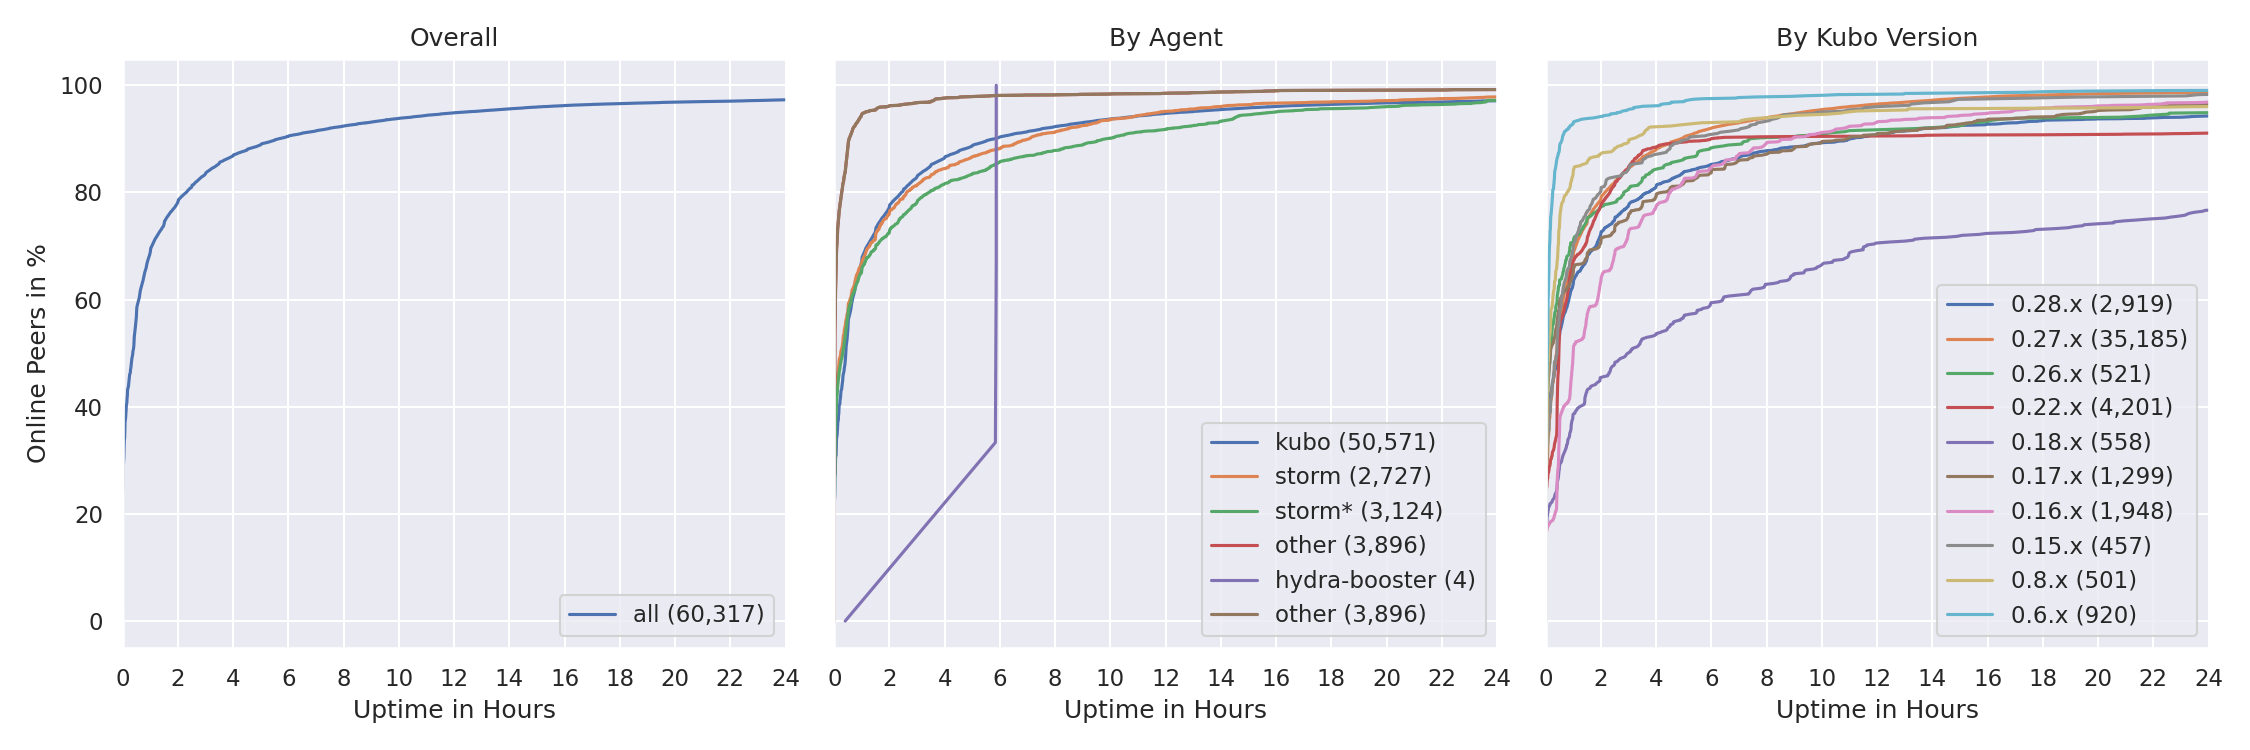 Overall
By Agent
By Kubo Version
Online Peers in %
100
80
60
40
20
0
all (60,317)
kubo (50,571)
storm (2,727)
storm* (3,124)
other (3,896)
hydra-booster (4)
other (3,896)
0.28.x (2,919)
0.27.x (35,185)
0.26.x (521)
0.22.x (4,201)
0.18.x (558)
0.17.x (1,299)
0.16.x (1,948)
0.15.x (457)
0.8.x (501)
0.6.x (920)
0 2 4 6 8 10 12 14 16 18 20 22 24
0 2 4 6 8 10 12 14 16 18 20 22 24
0 2 4 6 8 10 12 14 16 18 20 22 24
Uptime in Hours
Uptime in Hours
Uptime in Hours